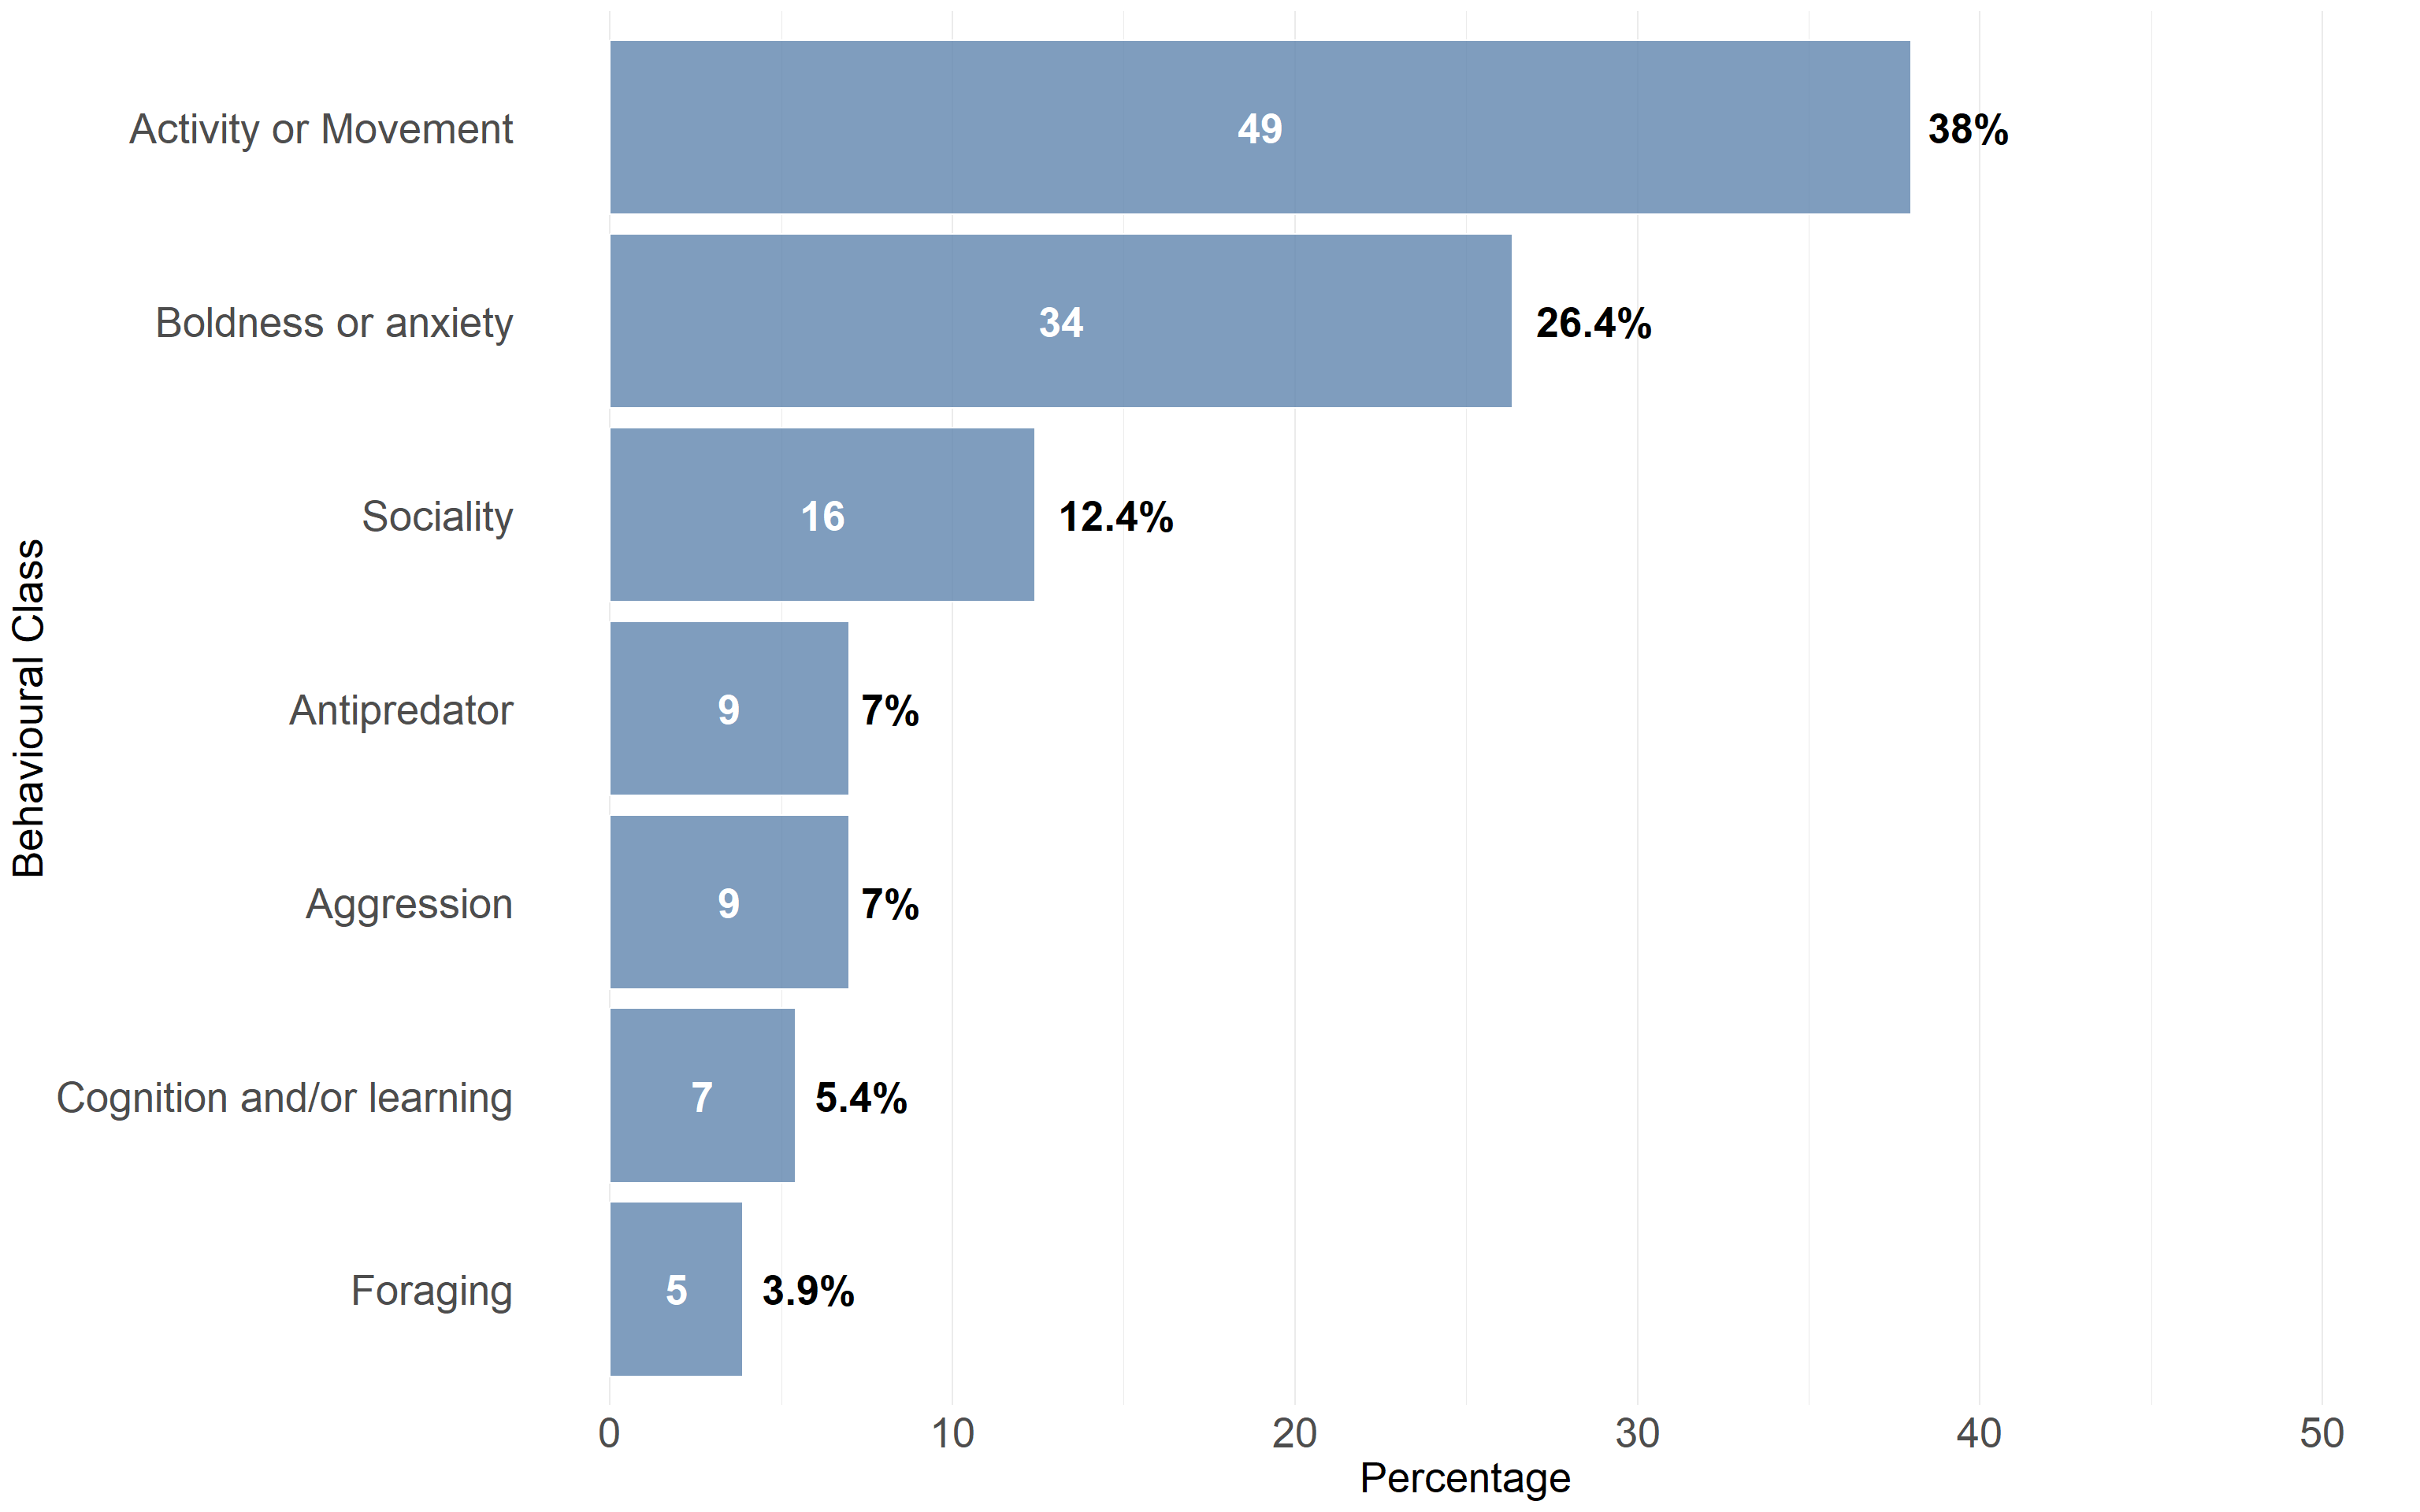 Behavioural Class
Activity or Movement 49 38%
Boldness or anxiety 34 26.4%
Sociality 16 12.4%
Antipredator 9 7%
Aggression 9 7%
Cognition and/or learning 7 5.4%
Foraging 5 3.9%
0 10 20 30 40 50
Percentage